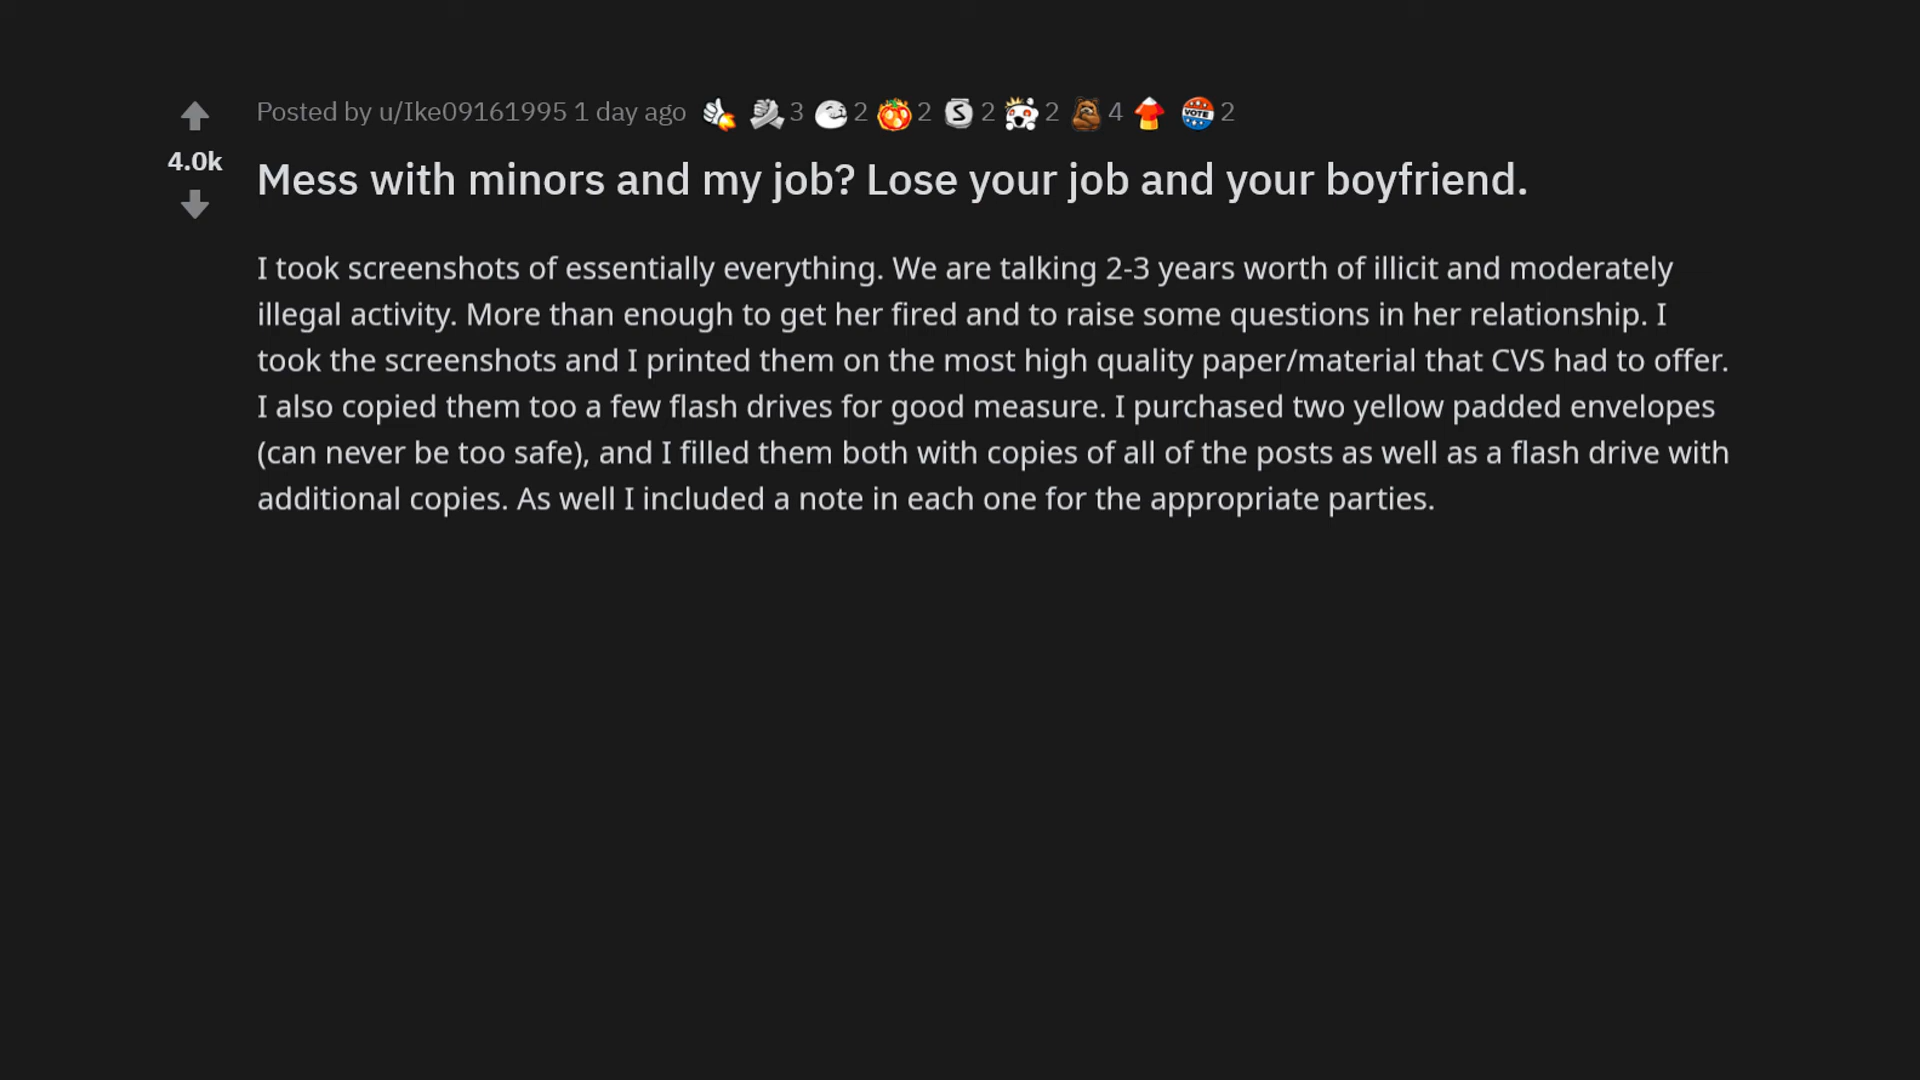 Posted by u/Ike09161995 1 day ago 3 2 2 S 2 2 4 VOTE 2
4.0k
Mess with minors and my job? Lose your job and your boyfriend.
I took screenshots of essentially everything. We are talking 2-3 years worth of illicit and moderately
illegal activity. More than enough to get her fired and to raise some questions in her relationship. I
took the screenshots and I printed them on the most high quality paper/material that CVS had to offer.
I also copied them too a few flash drives for good measure. I purchased two yellow padded envelopes
(can never be too safe), and I filled them both with copies of all of the posts as well as a flash drive with
additional copies. As well I included a note in each one for the appropriate parties.